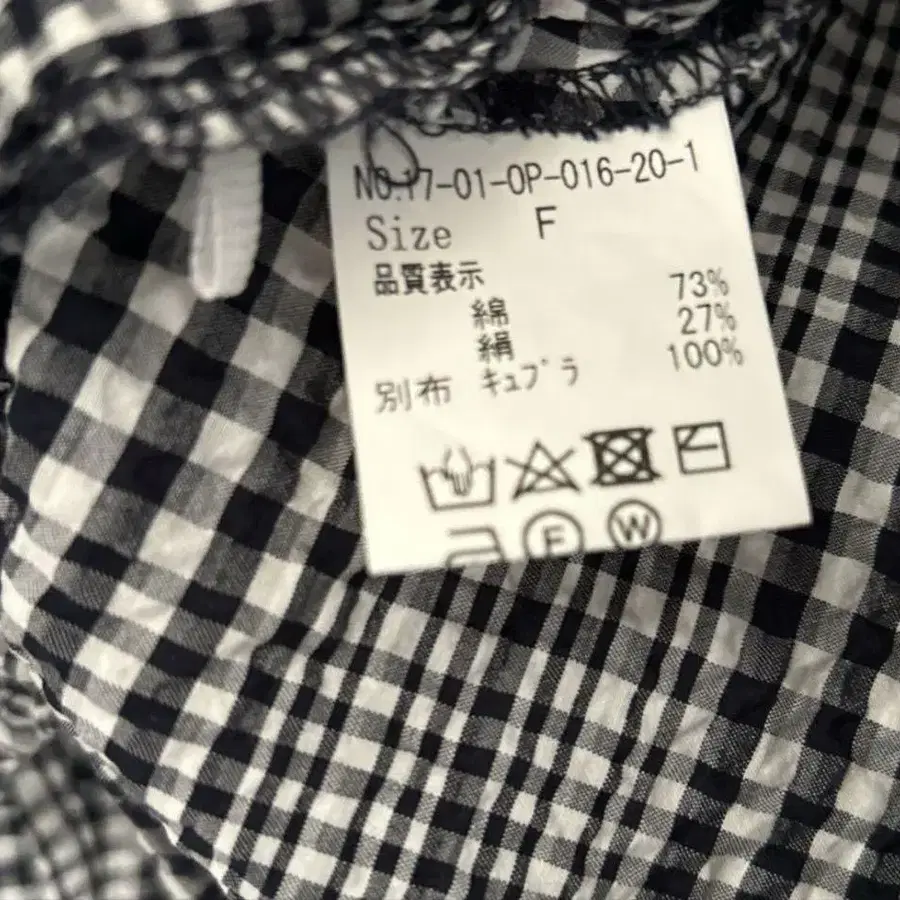 NO.17-01-OP-016-20-1
Size F
品質表示
綿 73%
絹 27%
別布 キュプラ 100%
F W